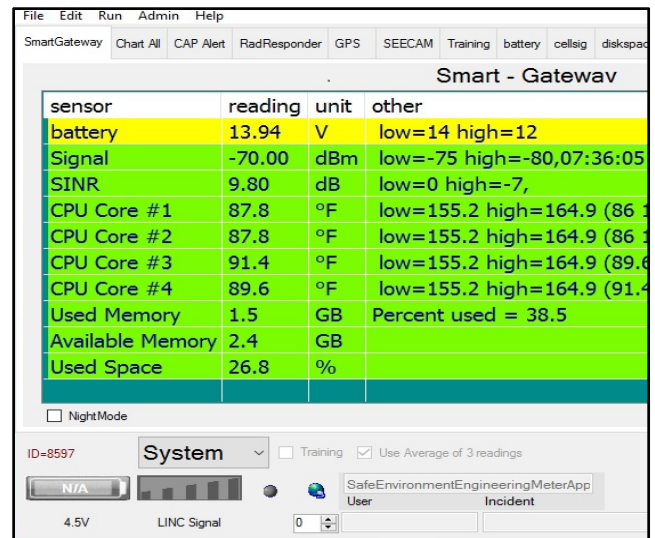 File Edit Run Admin Help
SmartGateway Chart All CAP Alert RadResponder GPS SEECAM Training battery cellsig diskspac
Smart - Gateway
sensor reading unit other
battery 13.94 V low=14 high=12
Signal -70.00 dBm low=-75 high=-80,07:36:05
SINR 9.80 dB low=0 high=-7,
CPU Core #1 87.8 °F low=155.2 high=164.9 (86 1
CPU Core #2 87.8 °F low=155.2 high=164.9 (86 1
CPU Core #3 91.4 °F low=155.2 high=164.9 (89.6
CPU Core #4 89.6 °F low=155.2 high=164.9 (91.4
Used Memory 1.5 GB Percent used = 38.5
Available Memory 2.4 GB
Used Space 26.8 %
NightMode
ID=8597 System Training Use Average of 3 readings
N/A SafeEnvironmentEngineeringMeterApp
User Incident
4.5V LINC Signal 0